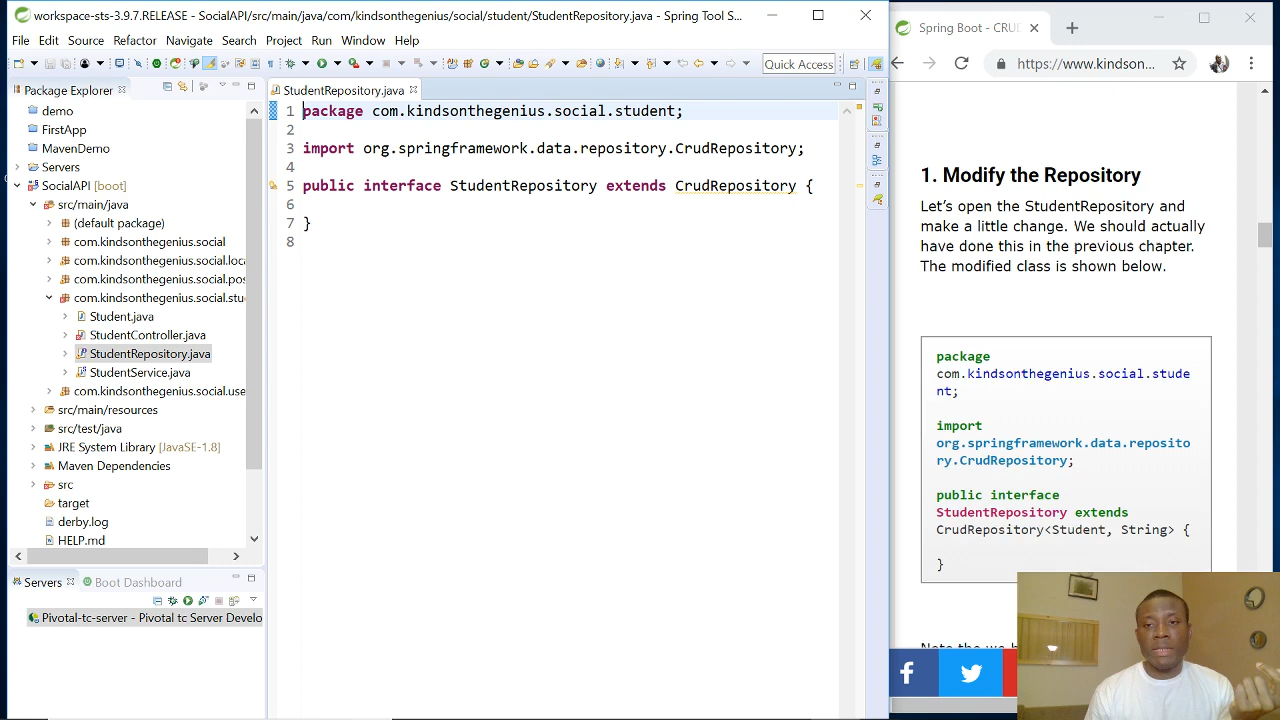 workspace-sts-3.9.7.RELEASE - SocialAPI/src/main/java/com/kindsonthegenius/social/student/StudentRepository.java - Spring Tool S...
File Edit Source Refactor Navigate Search Project Run Window Help
Quick Access
Package Explorer
demo
FirstApp
MavenDemo
Servers
SocialAPI [boot]
src/main/java
(default package)
com.kindsonthegenius.social
com.kindsonthegenius.social.loc
com.kindsonthegenius.social.pos
com.kindsonthegenius.social.stu
Student.java
StudentController.java
StudentRepository.java
StudentService.java
com.kindsonthegenius.social.use
src/main/resources
src/test/java
JRE System Library [JavaSE-1.8]
Maven Dependencies
src
target
derby.log
HELP.md
Servers Boot Dashboard
Pivotal-tc-server - Pivotal tc Server Develo
StudentRepository.java
1 package com.kindsonthegenius.social.student;
2
3 import org.springframework.data.repository.CrudRepository;
4
5 public interface StudentRepository extends CrudRepository {
6
7 }
8
Spring Boot - CRUD
https://www.kindson...
1. Modify the Repository
Let's open the StudentRepository and
make a little change. We should actually
have done this in the previous chapter.
The modified class is shown below.
package
com.kindsonthegenius.social.stude
nt;
import
org.springframework.data.reposito
ry.CrudRepository;
public interface
StudentRepository extends
CrudRepository<Student, String> {
}